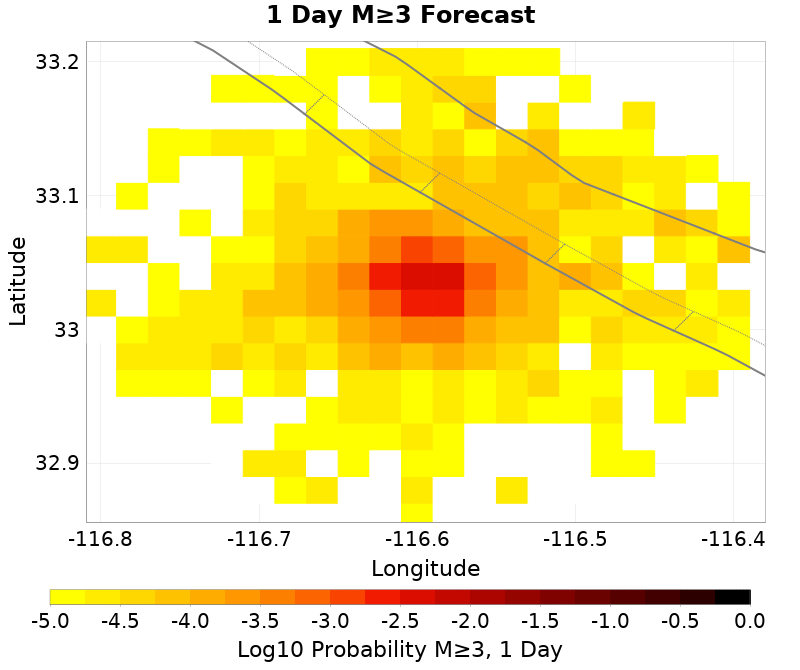 1 Day M≥3 Forecast
33.2
33.1
33
32.9
Latitude
-116.8 -116.7 -116.6 -116.5 -116.4
Longitude
-5.0 -4.5 -4.0 -3.5 -3.0 -2.5 -2.0 -1.5 -1.0 -0.5 0.0
Log10 Probability M≥3, 1 Day